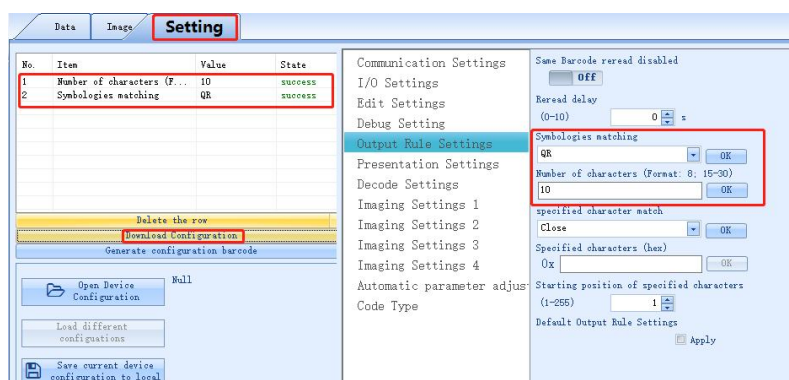 Data Image Setting
No. Item Value State
1 Number of characters (F... 10 success
2 Symbologies matching QR success
Delete the row
Download Configuration
Generate configuration barcode
Open Device Configuration
Null
Load different configuations
Save current device configuration to local
Communication Settings
I/O Settings
Edit Settings
Debug Setting
Output Rule Settings
Presentation Settings
Decode Settings
Imaging Settings 1
Imaging Settings 2
Imaging Settings 3
Imaging Settings 4
Automatic parameter adjus
Code Type
Same Barcode reread disabled
Off
Reread delay
(0-10) 0 s
Symbologies matching
QR OK
Number of characters (Format: 8; 15-30)
10 OK
specified character match
Close OK
Specified characters (hex)
0x OK
Starting position of specified characters
(1-255) 1
Default Output Rule Settings
Apply